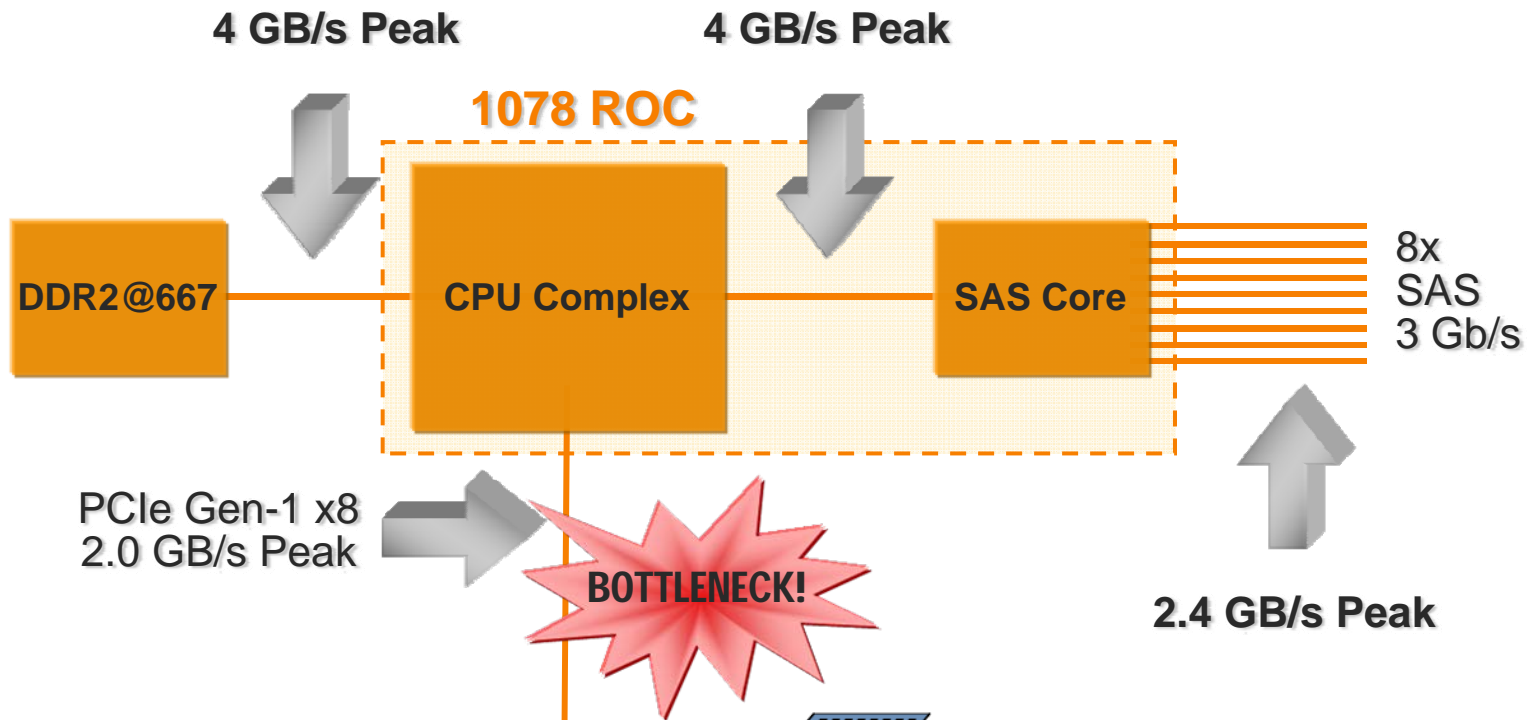 4 GB/s Peak
4 GB/s Peak
1078 ROC
DDR2@667
CPU Complex
SAS Core
8x
SAS
3 Gb/s
PCIe Gen-1 x8
2.0 GB/s Peak
BOTTLENECK!
2.4 GB/s Peak